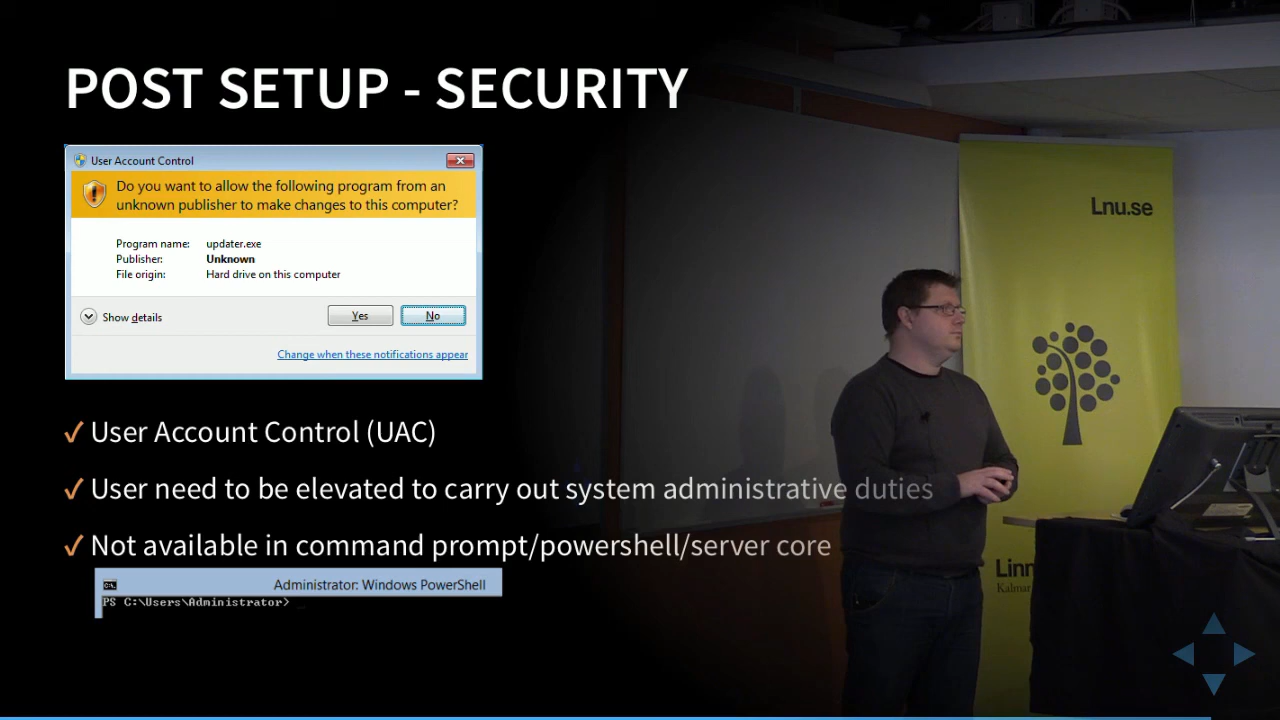 POST SETUP - SECURITY
User Account Control
Do you want to allow the following program from an
unknown publisher to make changes to this computer?
Program name: updater.exe
Publisher: Unknown
File origin: Hard drive on this computer
Show details
Yes
No
Change when these notifications appear
User Account Control (UAC)
User need to be elevated to carry out system administrative duties
Not available in command prompt/powershell/server core
Administrator: Windows PowerShell
PS C:\Users\Administrator>
Lnu.se
Linn
Kalmar